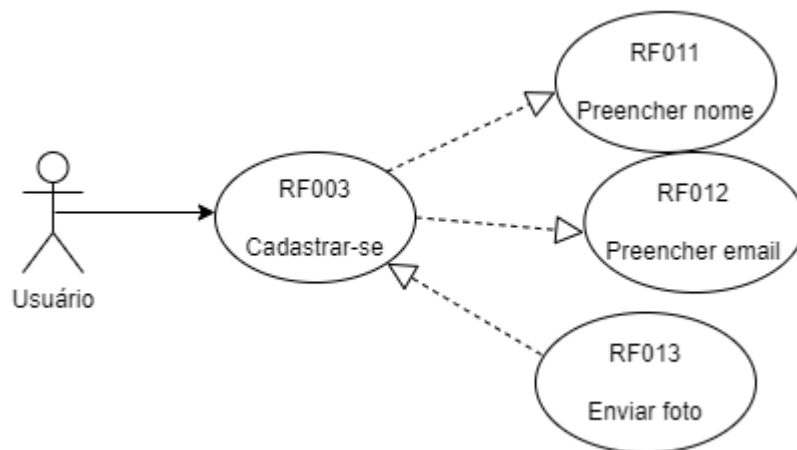 RF011
Preencher nome
RF003
Cadastrar-se
RF012
Preencher email
Usuário
RF013
Enviar foto